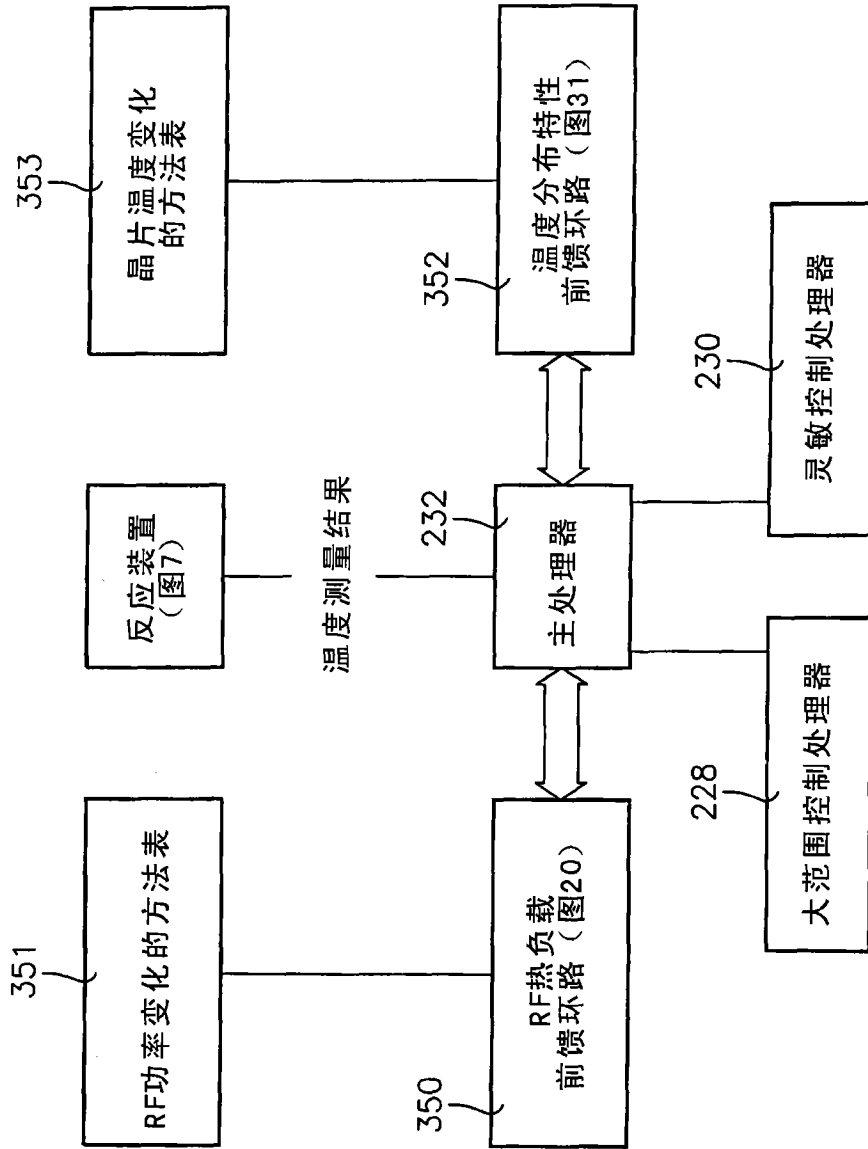 351
RF功率变化的方法表
反应装置
(图7)
353
晶片温度变化
的方法表
温度测量结果
350
RF热负载
前馈环路(图20)
232
主处理器
352
温度分布特性
前馈环路(图31)
228
大范围控制处理器
230
灵敏控制处理器